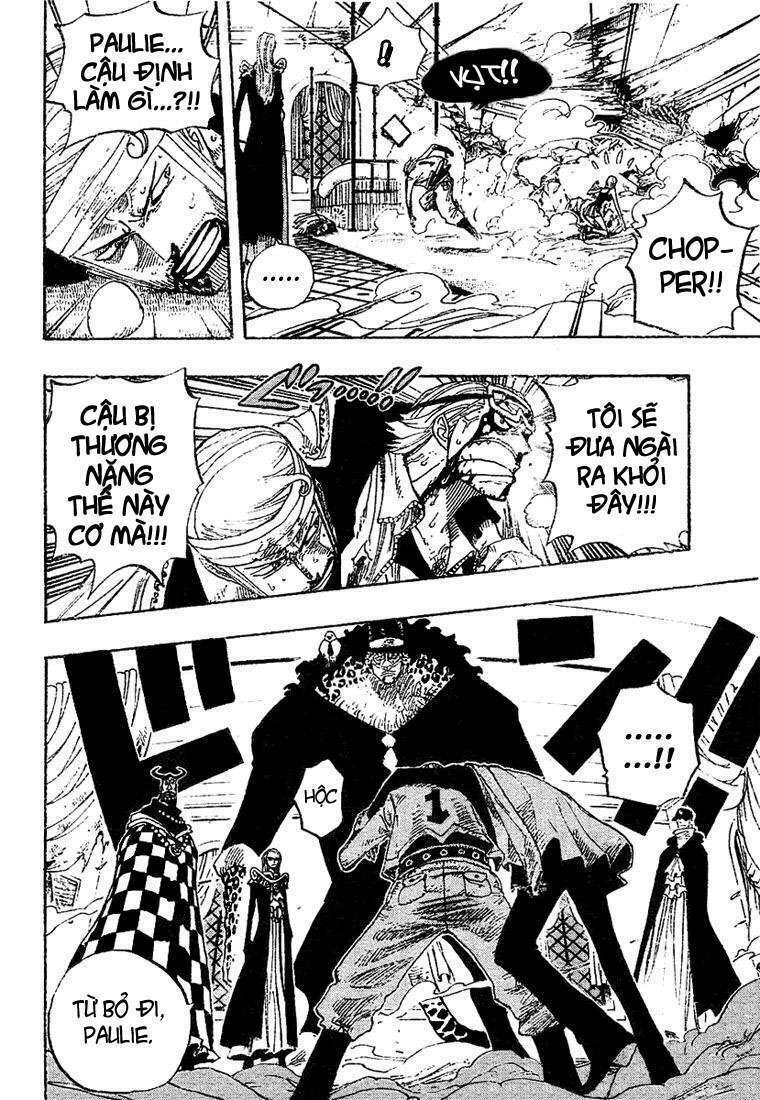 VỤT!!
!
CHOP-
PER!!
.....
PAULIE...
CẬU ĐỊNH
LÀM GÌ...?!!
TÔI SẼ
ĐƯA NGÀI
RA KHỎI
ĐÂY!!!
CẬU BỊ
THƯƠNG
NẶNG
THẾ NÀY
CƠ MÀ!!!
.....
...!!
HỘC
1
TỪ BỎ ĐI,
PAULIE.